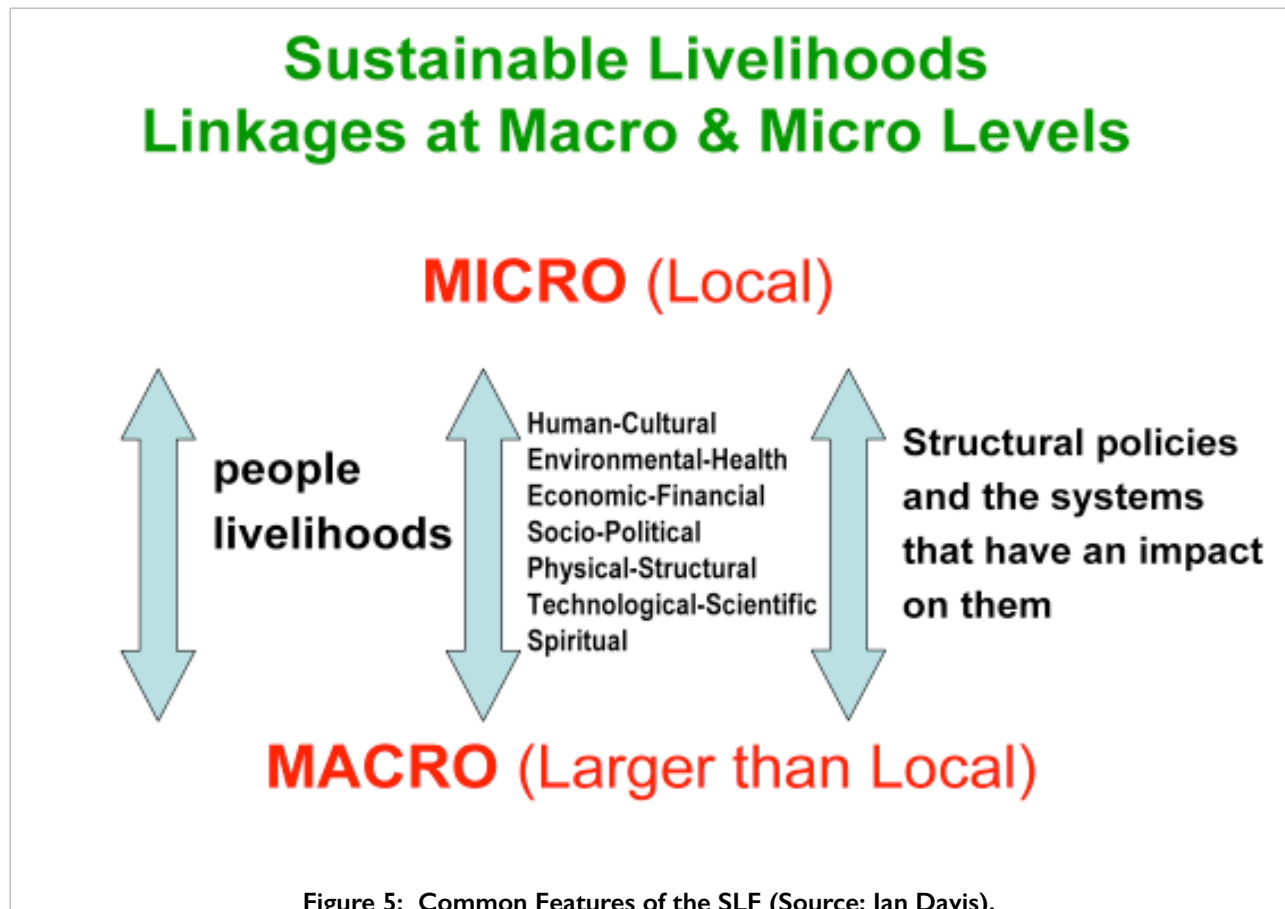 Sustainable Livelihoods
Linkages at Macro & Micro Levels
MICRO (Local)
people
livelihoods
Human-Cultural
Environmental-Health
Economic-Financial
Socio-Political
Physical-Structural
Technological-Scientific
Spiritual
Structural policies
and the systems
that have an impact
on them
MACRO (Larger than Local)
Figure 5: Common Features of the SLF (Source: Ian Davis).